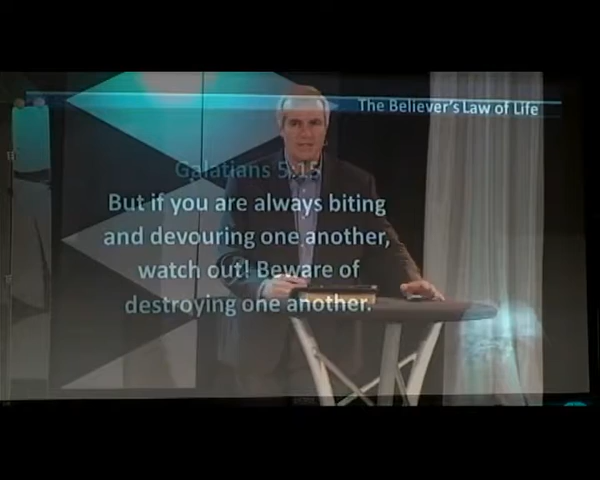 The Believer's Law of Life
Galatians 5:15
But if you are always biting
and devouring one another,
watch out! Beware of
destroying one another.